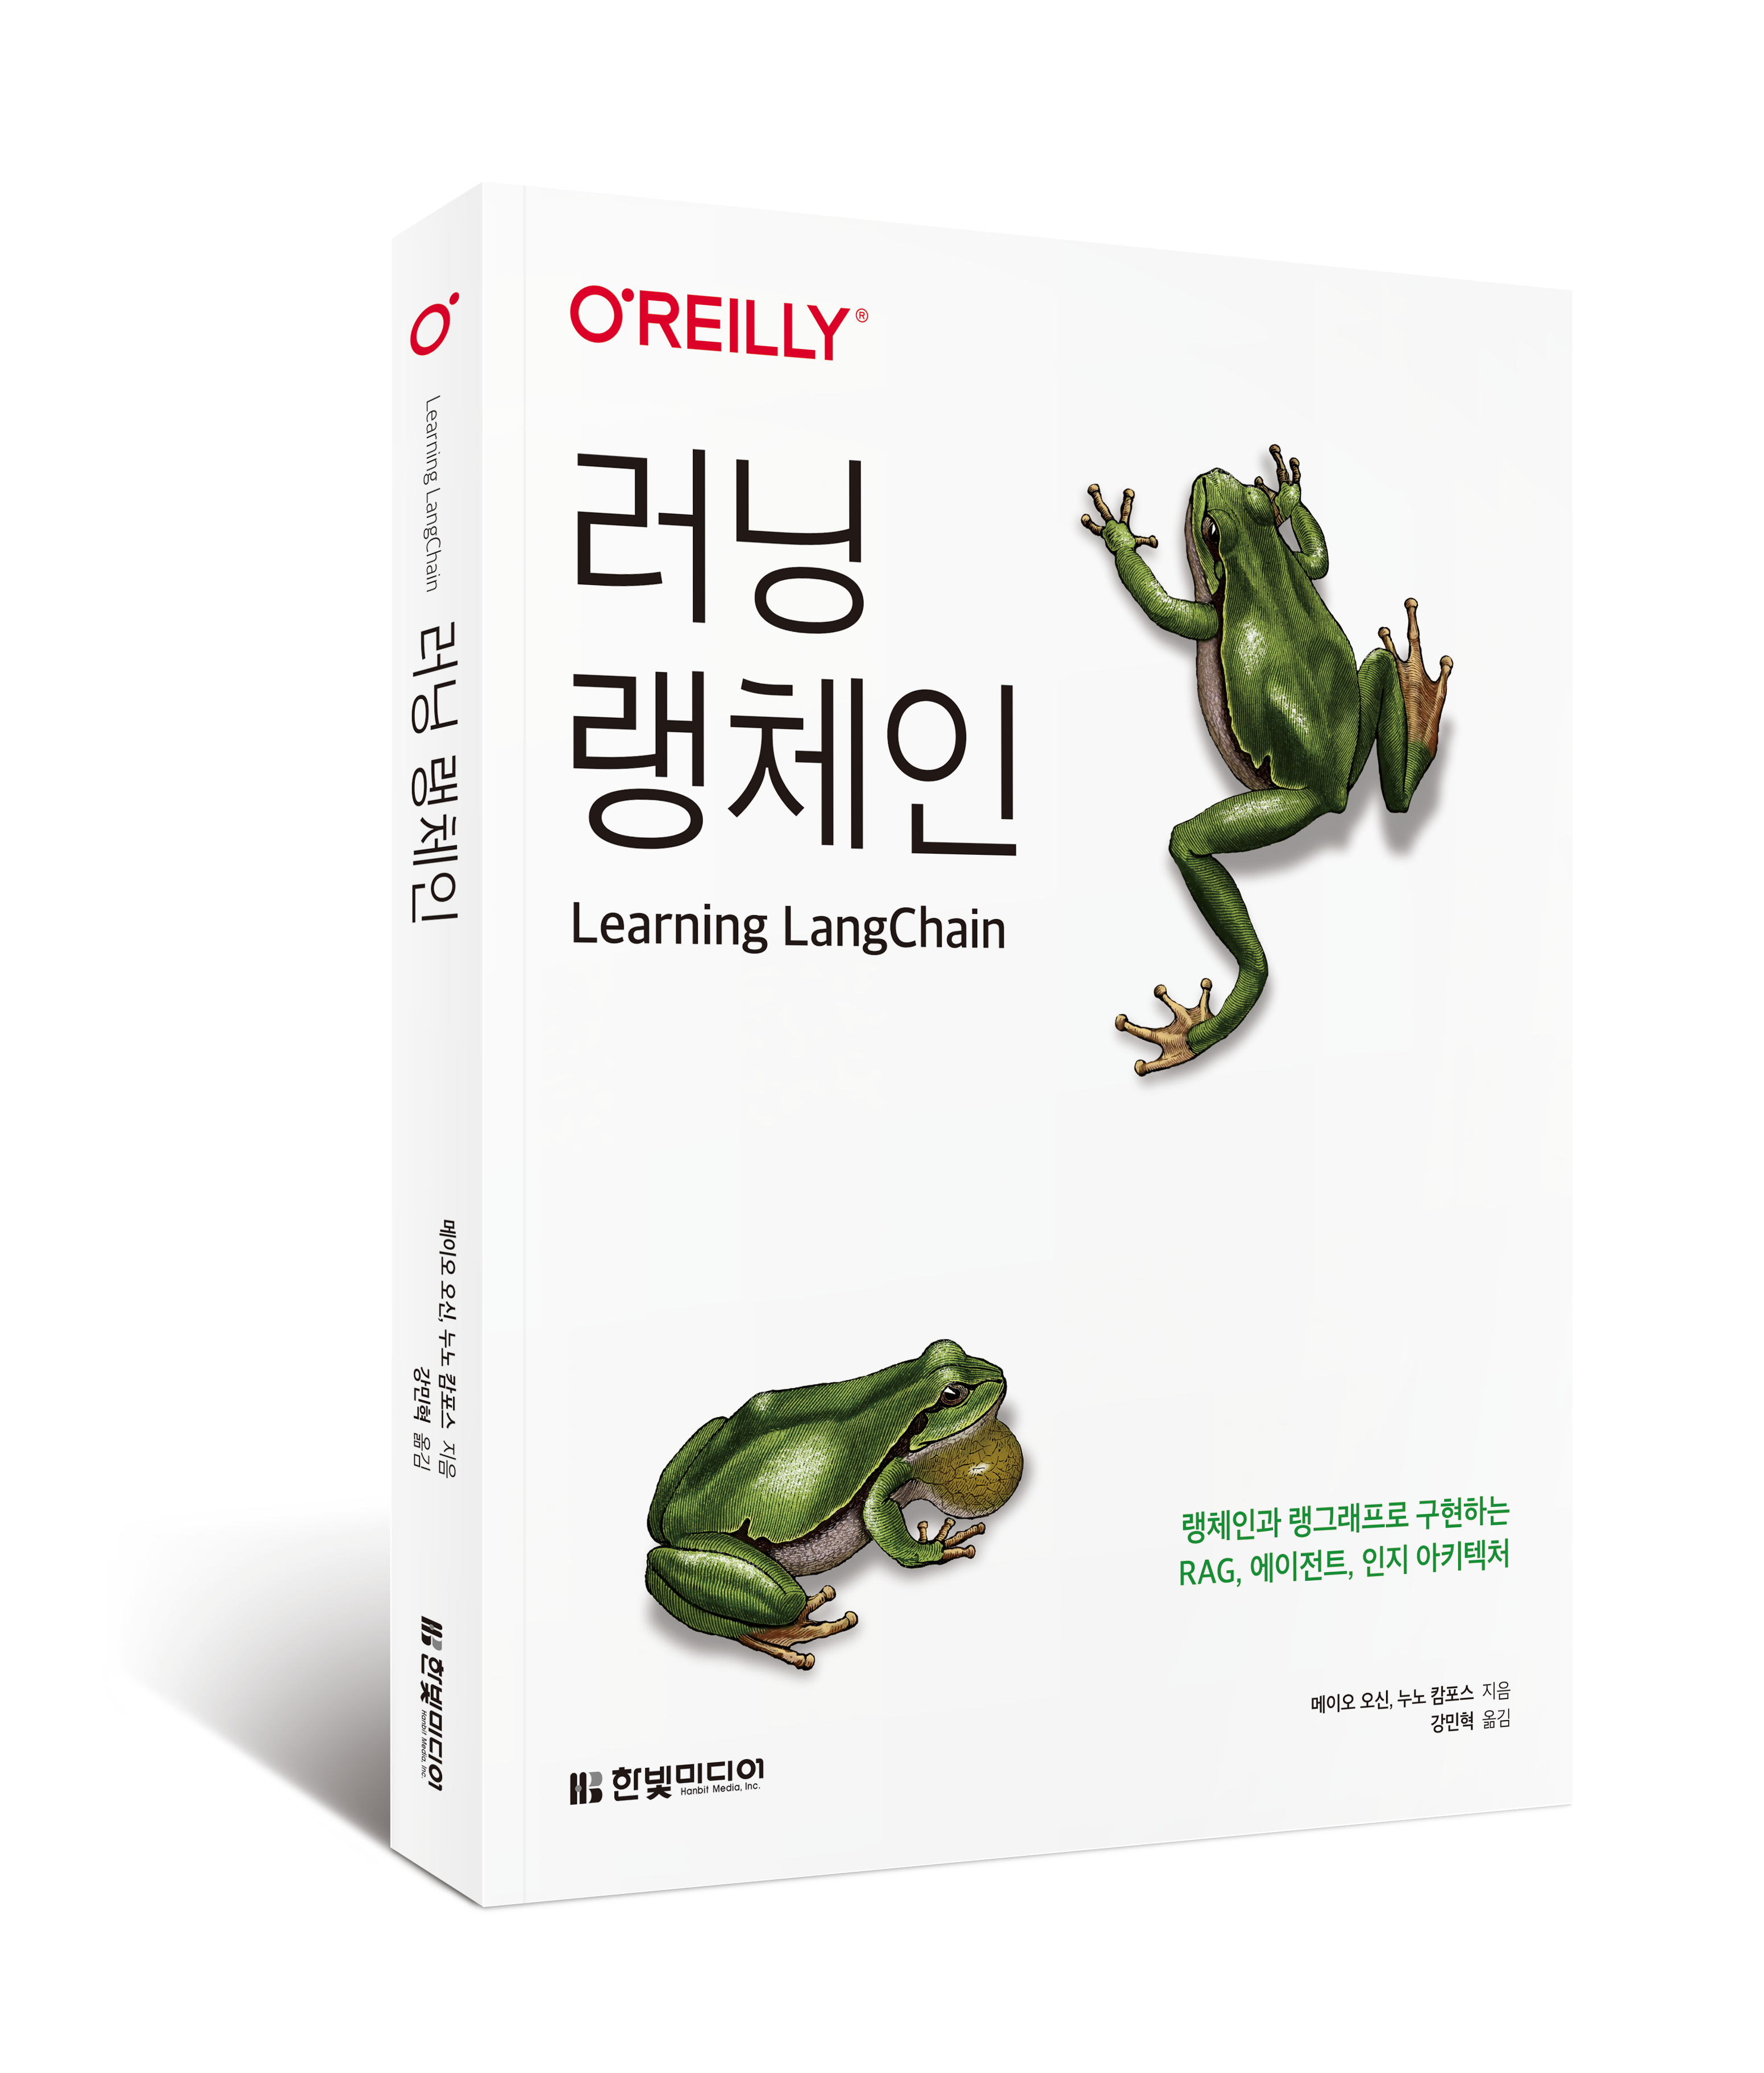 O'REILLY®
러닝
랭체인
Learning LangChain
랭체인과 랭그래프로 구현하는
RAG, 에이전트, 인지 아키텍처
메이오 오신, 누노 캄포스 지음
강민혁 옮김
한빛미디어
Hanbit Media, Inc.
Learning LangChain
러닝 랭체인
메이오 오신, 누노 캄포스 지음
강민혁 옮김
한빛미디어
Hanbit Media, Inc.